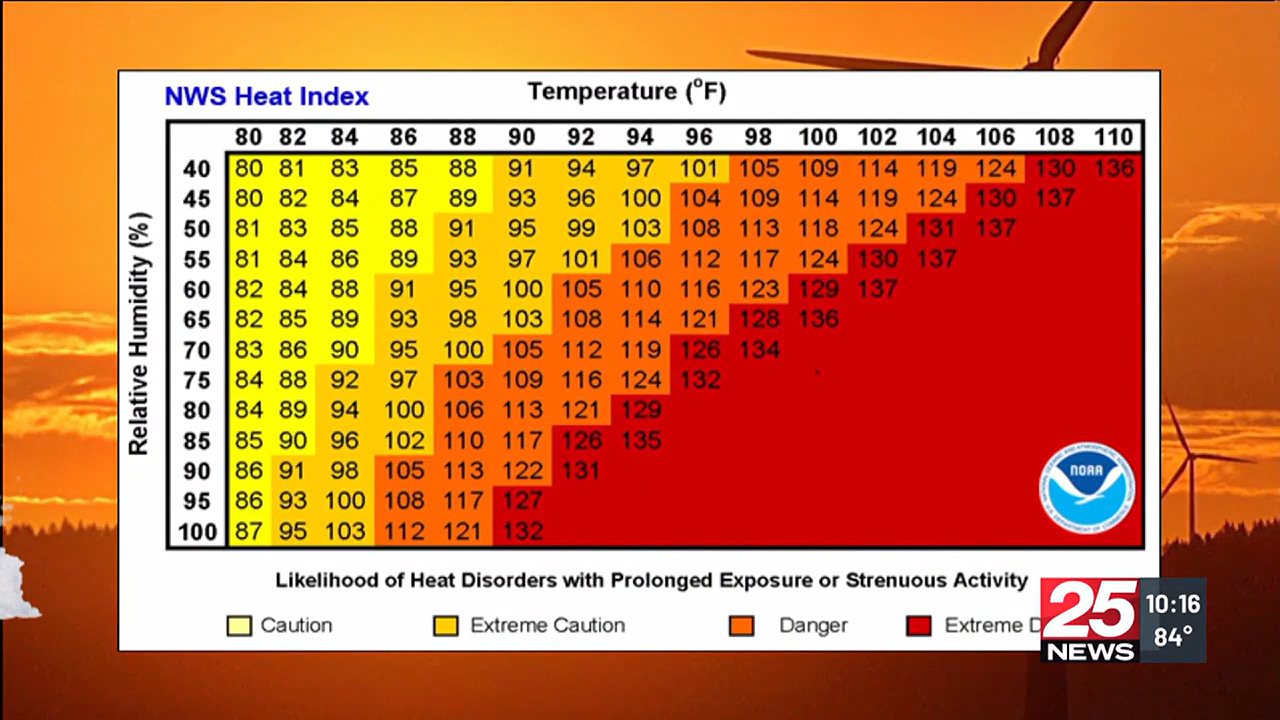 NWS Heat Index
Temperature (°F)
80 82 84 86 88 90 92 94 96 98 100 102 104 106 108 110
Relative Humidity (%)
40 80 81 83 85 88 91 94 97 101 105 109 114 119 124 130 136
45 80 82 84 87 89 93 96 100 104 109 114 119 124 130 137
50 81 83 85 88 91 95 99 103 108 113 118 124 131 137
55 81 84 86 89 93 97 101 106 112 117 124 130 137
60 82 84 88 91 95 100 105 110 116 123 129 137
65 82 85 89 93 98 103 108 114 121 128 136
70 83 86 90 95 100 105 112 119 126 134
75 84 88 92 97 103 109 116 124 132
80 84 89 94 100 106 113 121 129
85 85 90 96 102 110 117 126 135
90 86 91 98 105 113 122 131
95 86 93 100 108 117 127
100 87 95 103 112 121 132
NOAA
Likelihood of Heat Disorders with Prolonged Exposure or Strenuous Activity
Caution
Extreme Caution
Danger
Extreme D
25
NEWS
10:16
84°